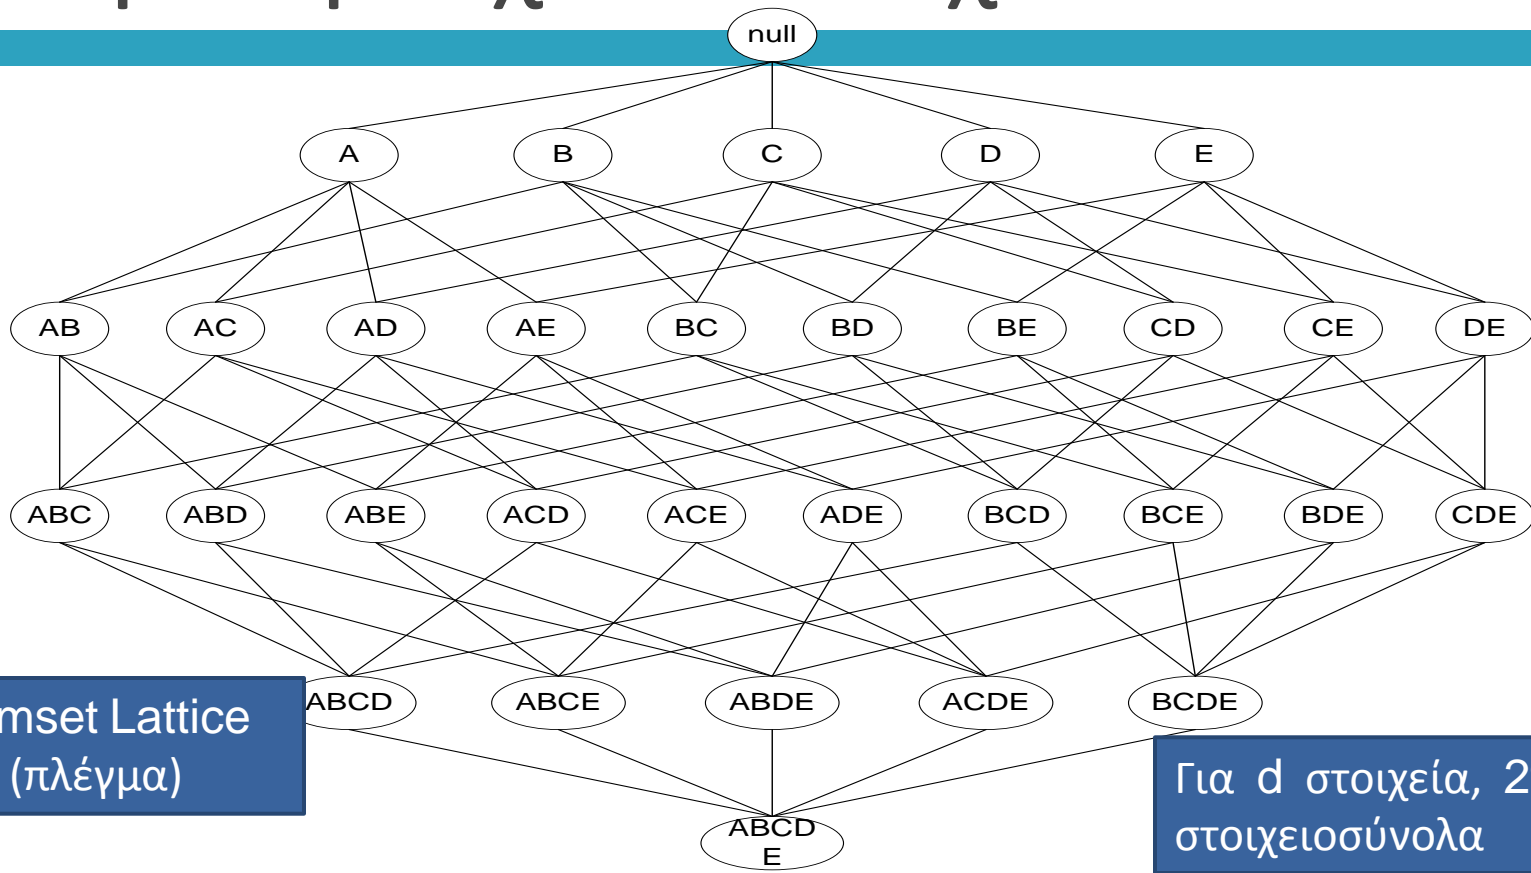 null
A B C D E
AB AC AD AE BC BD BE CD CE DE
ABC ABD ABE ACD ACE ADE BCD BCE BDE CDE
ABCD ABCE ABDE ACDE BCDE
mset Lattice
(πλέγμα)
Για d στοιχεία, 2
στοιχειοσύνολα
ABCD
E